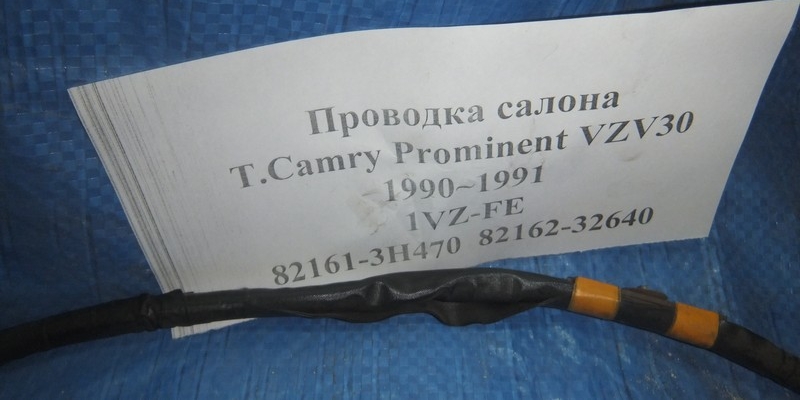 Проводка салона
T.Camry Prominent VZV30
1990~1991
1VZ-FE
82161-3H470 82162-32640